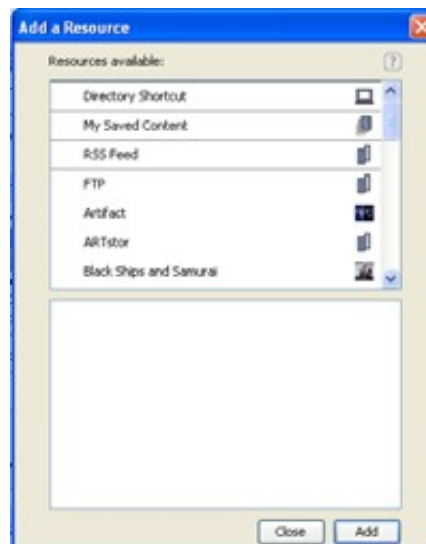 Add a Resource
Resources available:
Directory Shortcut
My Saved Content
RSS Feed
FTP
Artifact
ARTstor
Black Ships and Samurai
Close Add